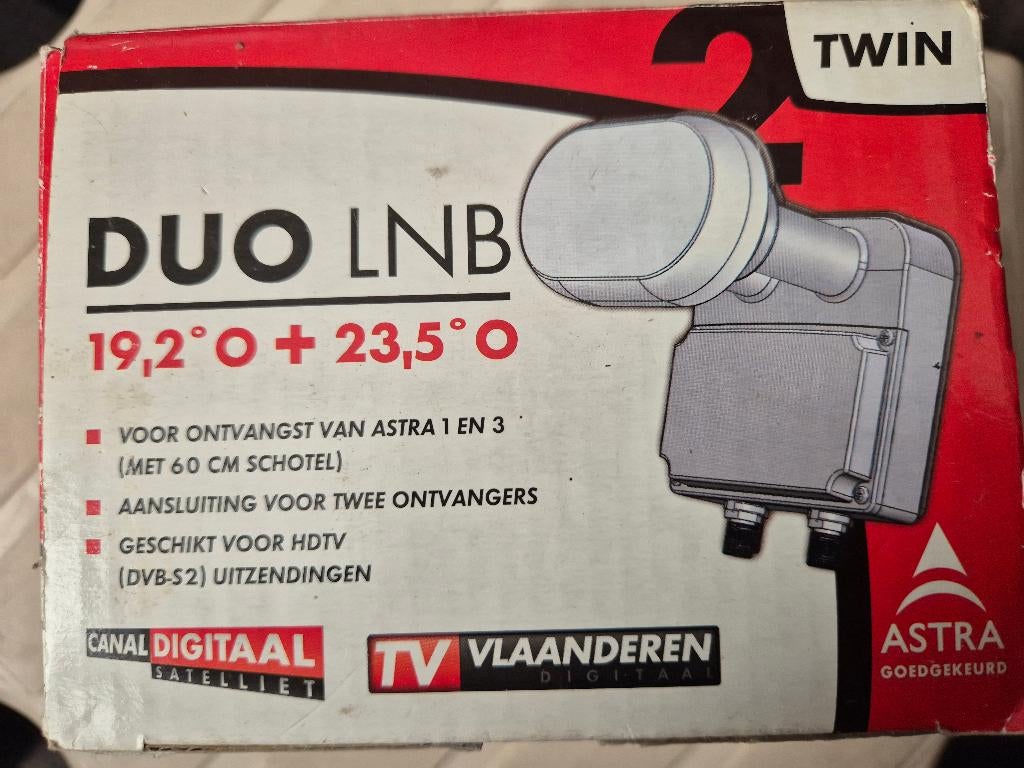 2
TWIN
DUO LNB
19,2° O + 23,5° O
VOOR ONTVANGST VAN ASTRA 1 EN 3
(MET 60 CM SCHOTEL)
AANSLUITING VOOR TWEE ONTVANGERS
GESCHIKT VOOR HDTV
(DVB-S2) UITZENDINGEN
CANAL DIGITAAL
SATELLIET
TV VLAANDEREN
DIGITAAL
ASTRA
GOEDGEKEURD